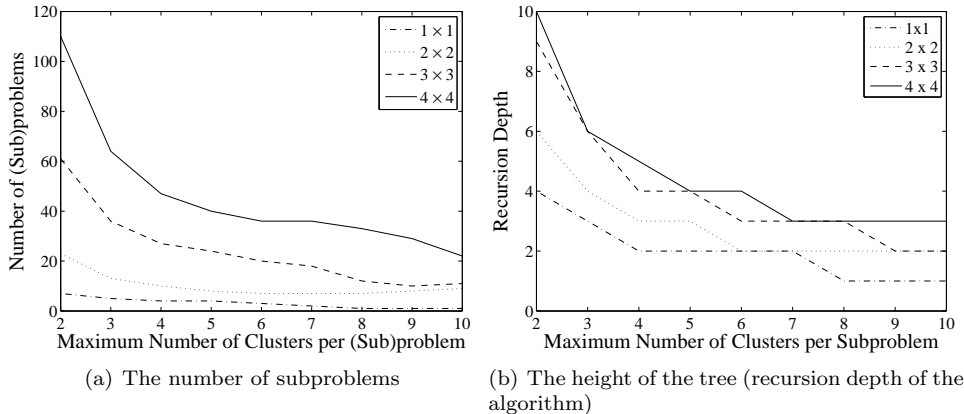 120
100
80
60
40
20
0
Number of (Sub)problems
1 × 1
2 × 2
3 × 3
4 × 4
2 3 4 5 6 7 8 9 10
Maximum Number of Clusters per (Sub)problem
(a) The number of subproblems
10
8
6
4
2
0
Recursion Depth
1x1
2 x 2
3 x 3
4 x 4
2 3 4 5 6 7 8 9 10
Maximum Number of Clusters per Subproblem
(b) The height of the tree (recursion depth of the
algorithm)